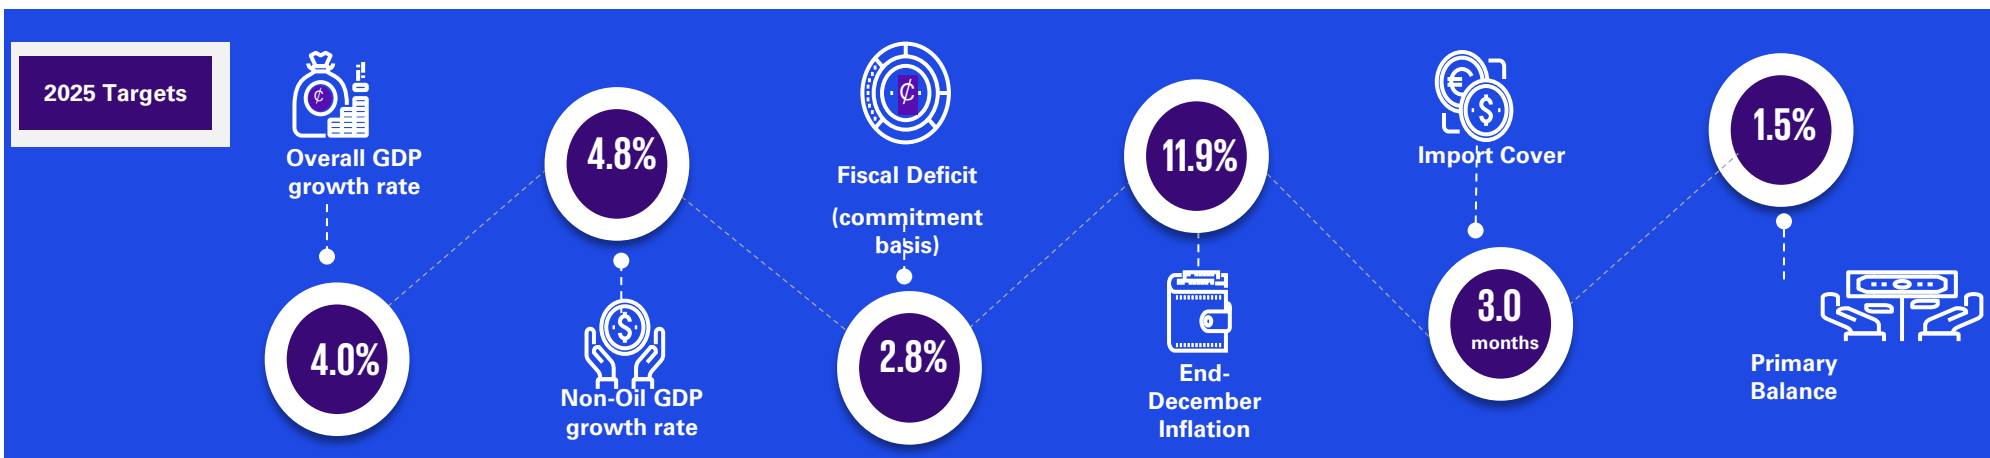 2025 Targets
Overall GDP
growth rate
4.0%
4.8%
Non-Oil GDP
growth rate
Fiscal Deficit
(commitment
basis)
2.8%
11.9%
End-
December
Inflation
Import Cover
3.0
months
1.5%
Primary
Balance